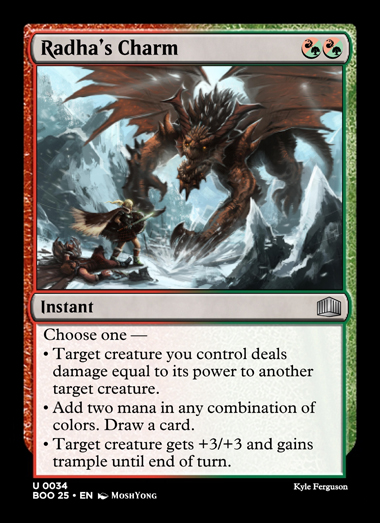 Radha's Charm
Instant
Choose one —
• Target creature you control deals
damage equal to its power to another
target creature.
• Add two mana in any combination of
colors. Draw a card.
• Target creature gets +3/+3 and gains
trample until end of turn.
U 0034
BOO 25 • EN MoshYong
Kyle Ferguson